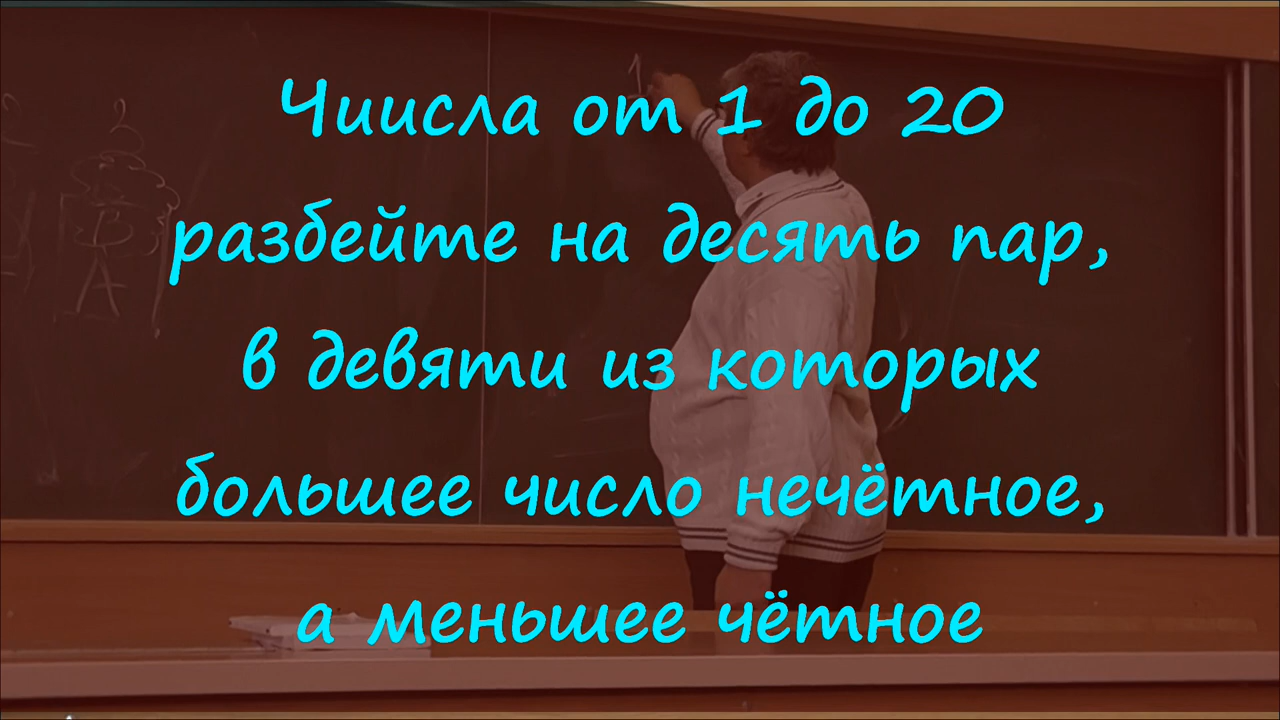 Чиисла от 1 до 20
разбейте на десять пар,
в девяти из которых
большее число нечётное,
а меньшее чётное